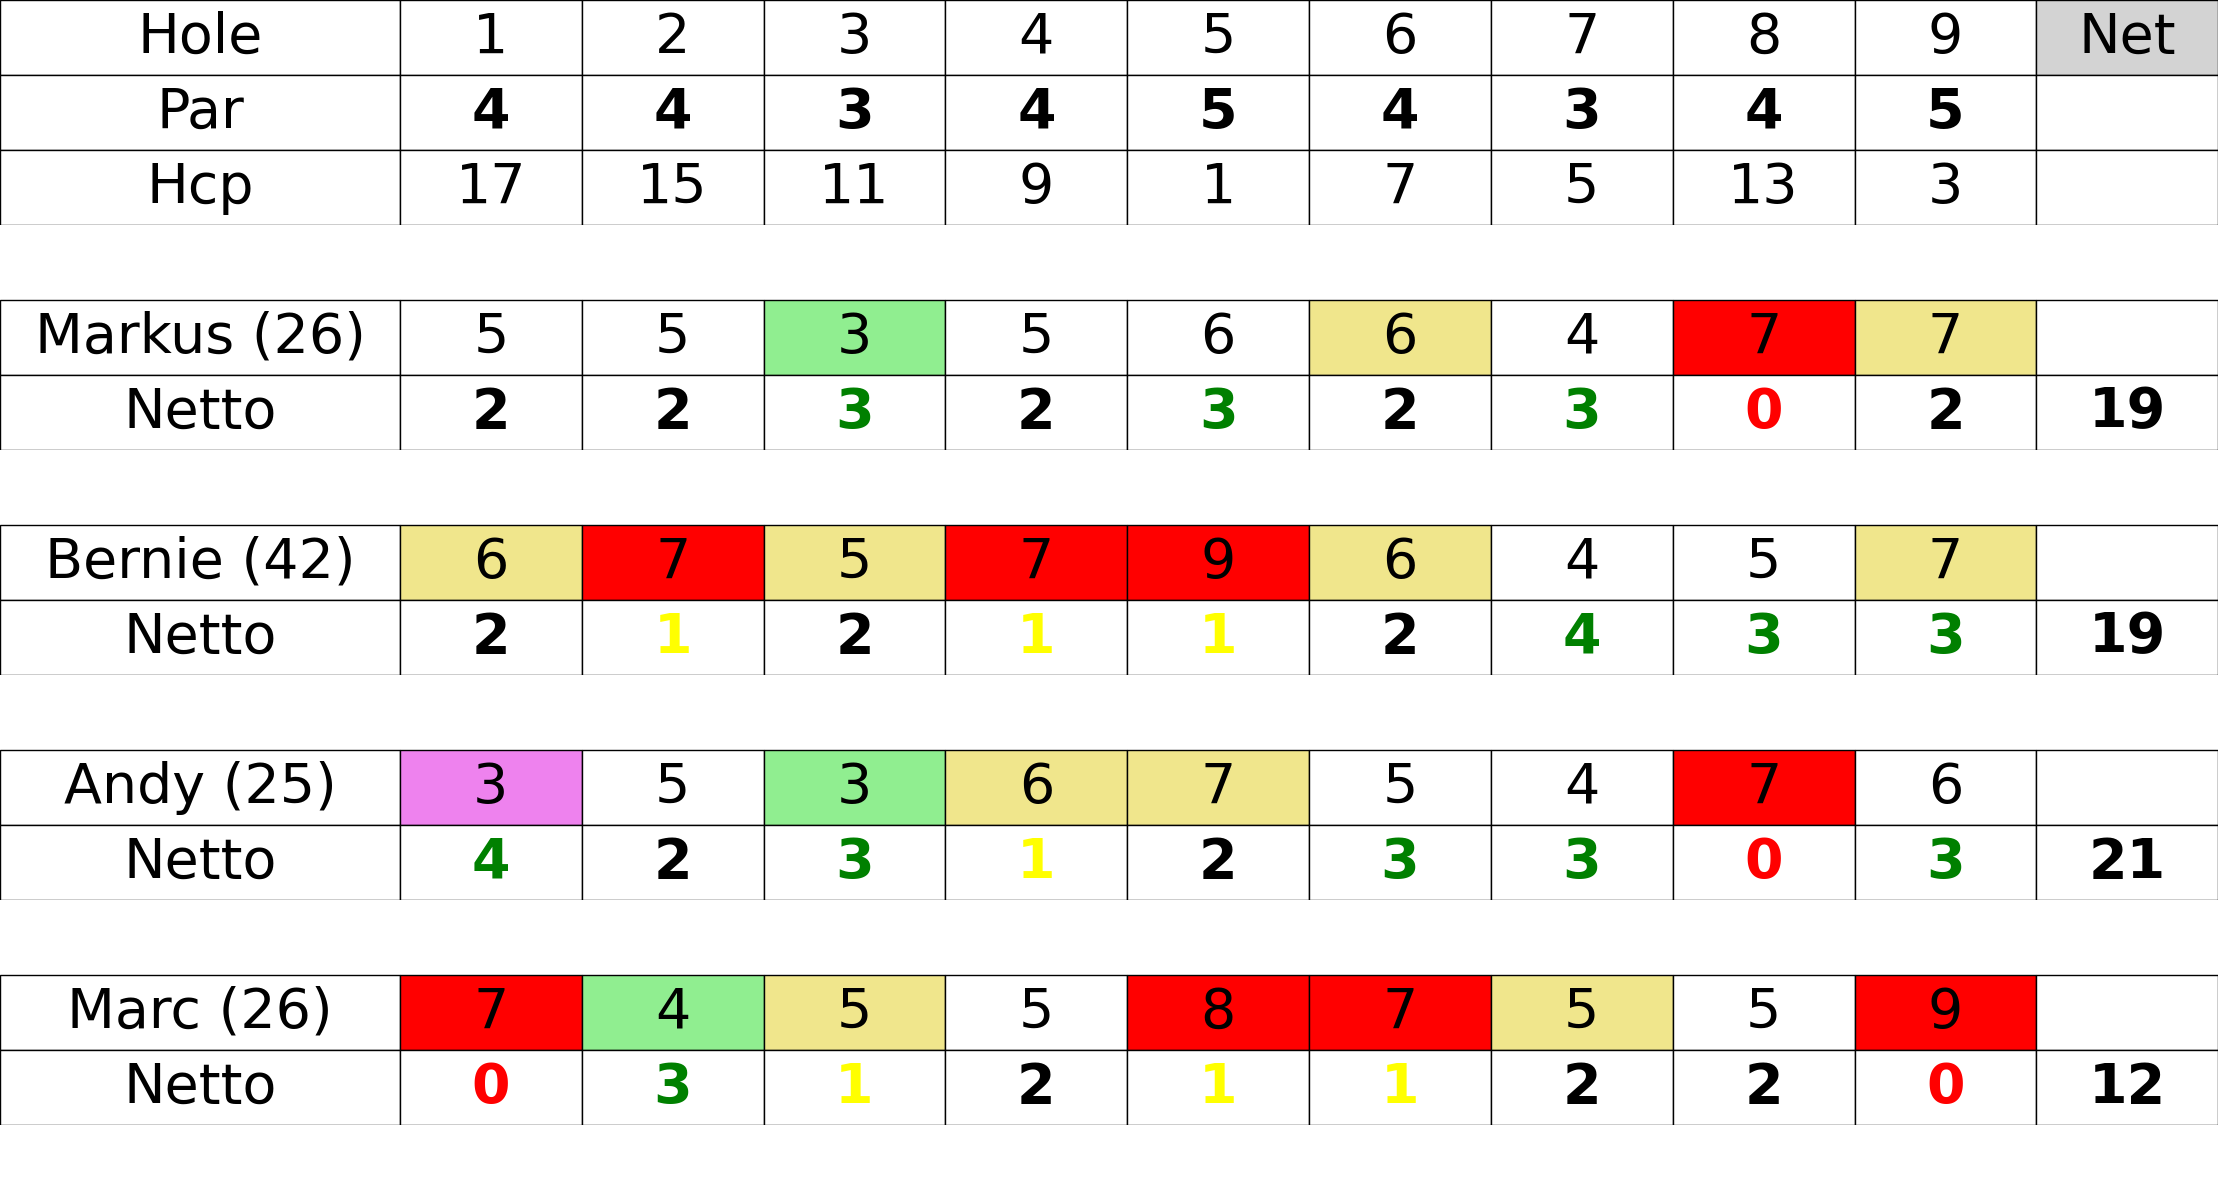 Hole 1 2 3 4 5 6 7 8 9 Net
Par 4 4 3 4 5 4 3 4 5
Hcp 17 15 11 9 1 7 5 13 3
Markus (26) 5 5 3 5 6 6 4 7 7
Netto 2 2 3 2 3 2 3 0 2 19
Bernie (42) 6 7 5 7 9 6 4 5 7
Netto 2 1 2 1 1 2 4 3 3 19
Andy (25) 3 5 3 6 7 5 4 7 6
Netto 4 2 3 1 2 3 3 0 3 21
Marc (26) 7 4 5 5 8 7 5 5 9
Netto 0 3 1 2 1 1 2 2 0 12